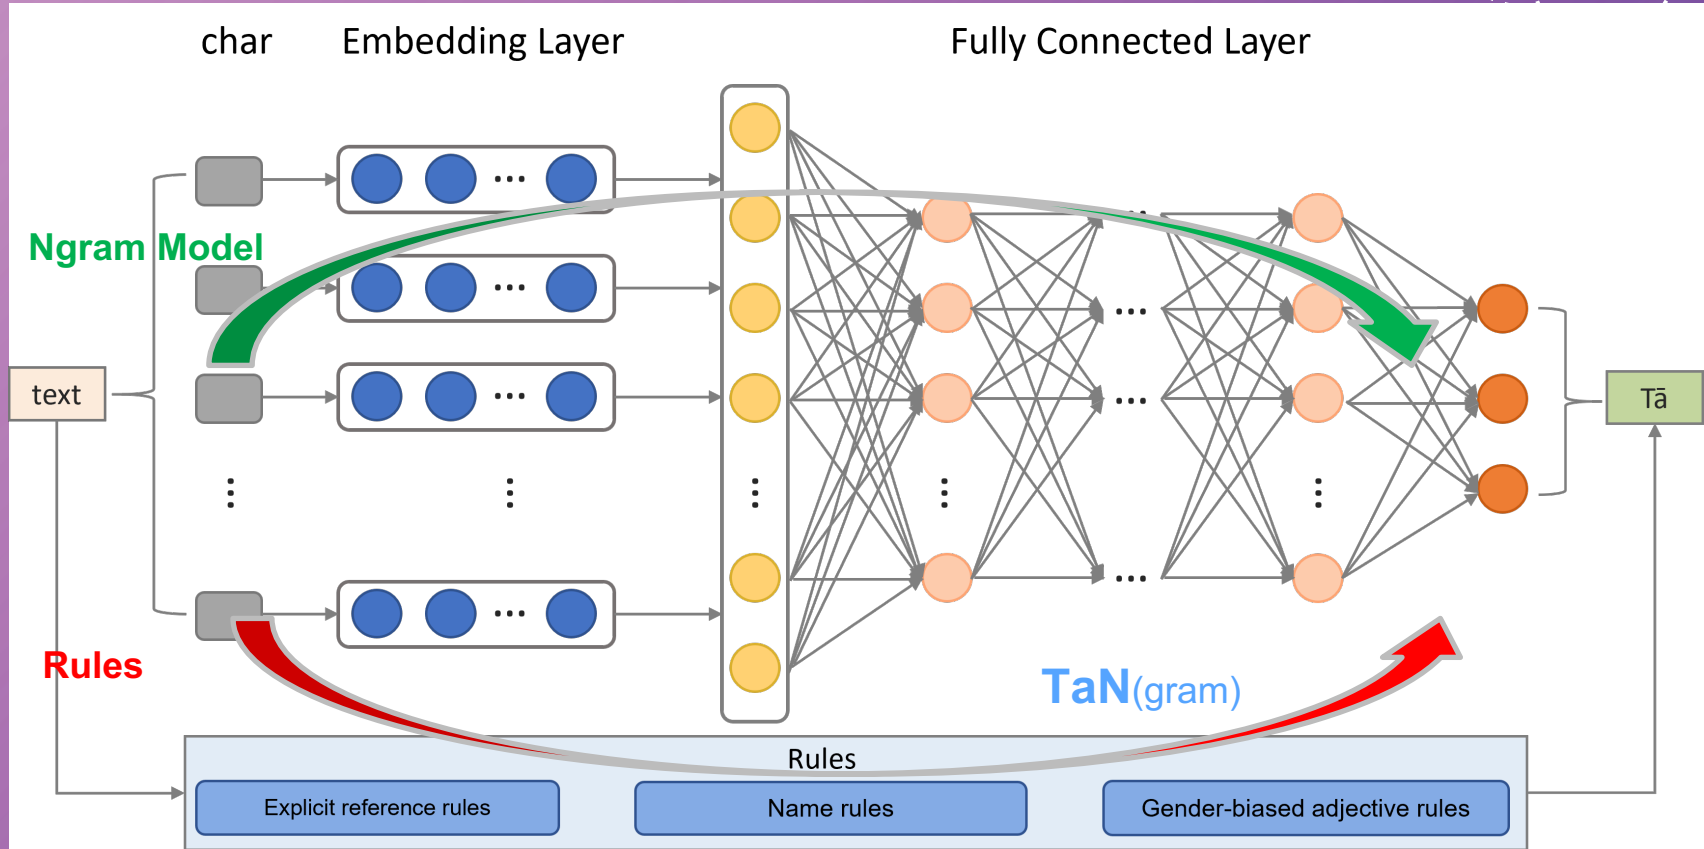 char
Embedding Layer
Fully Connected Layer
Ngram Model
text
Tā
Rules
TaN(gram)
Rules
Explicit reference rules
Name rules
Gender-biased adjective rules